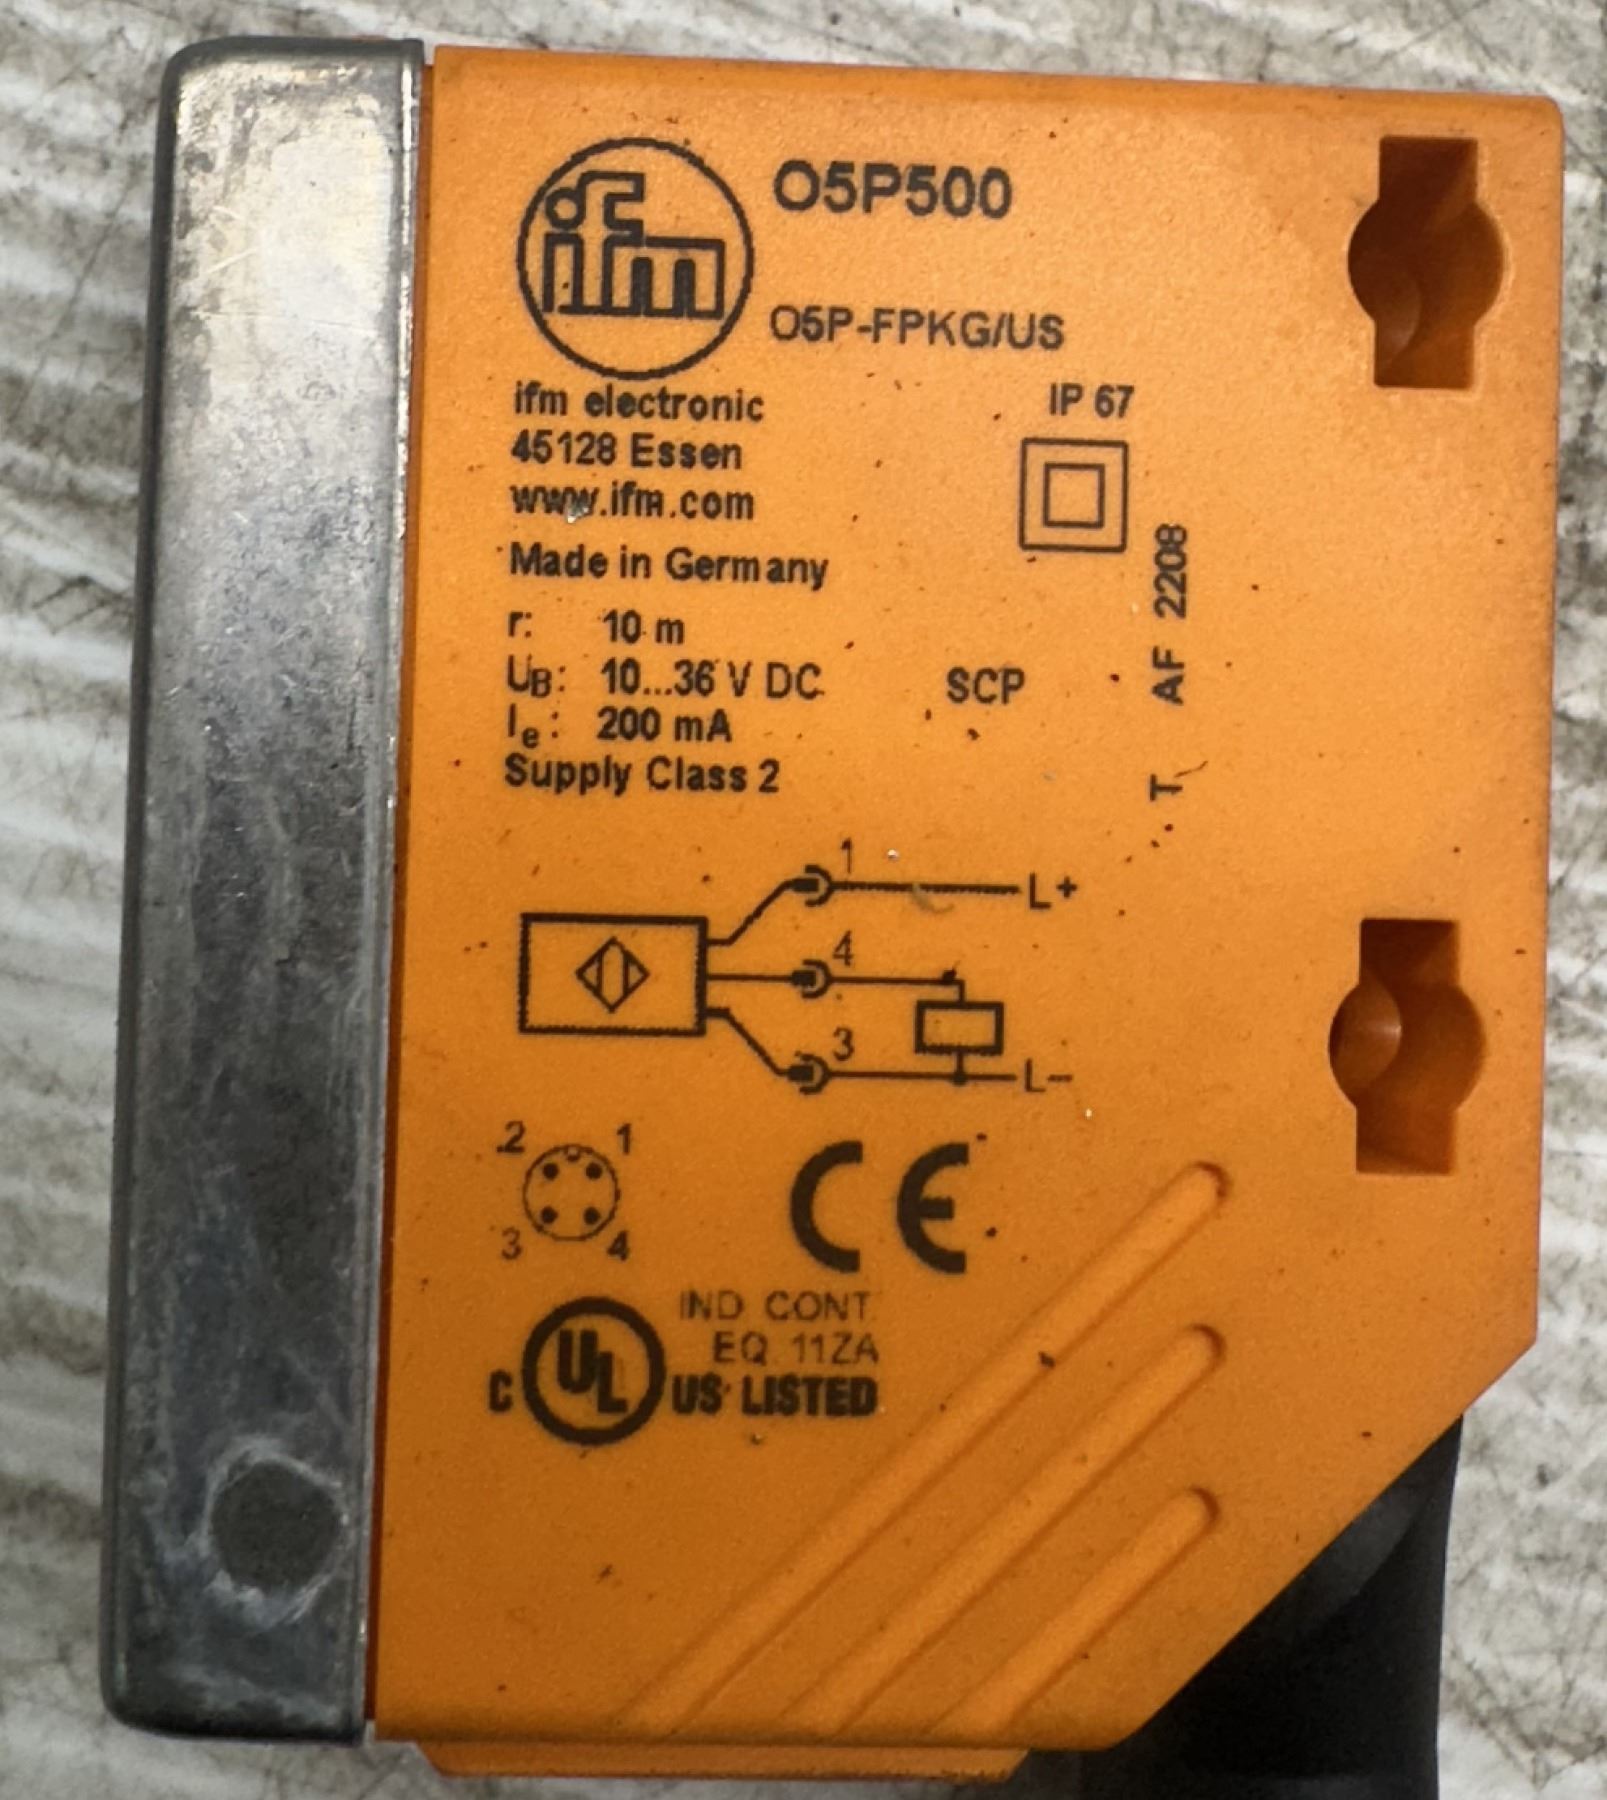 ifm
O5P500
O5P-FPKG/US
ifm electronic
45128 Essen
www.ifm.com
Made in Germany
IP 67
r: 10 m
UB: 10...36 V DC
SCP
Ie: 200 mA
Supply Class 2
T AF 2208
1
L+
4
3
L-
2 1
3 4
CE
IND CONT
EQ 11ZA
C UL US LISTED